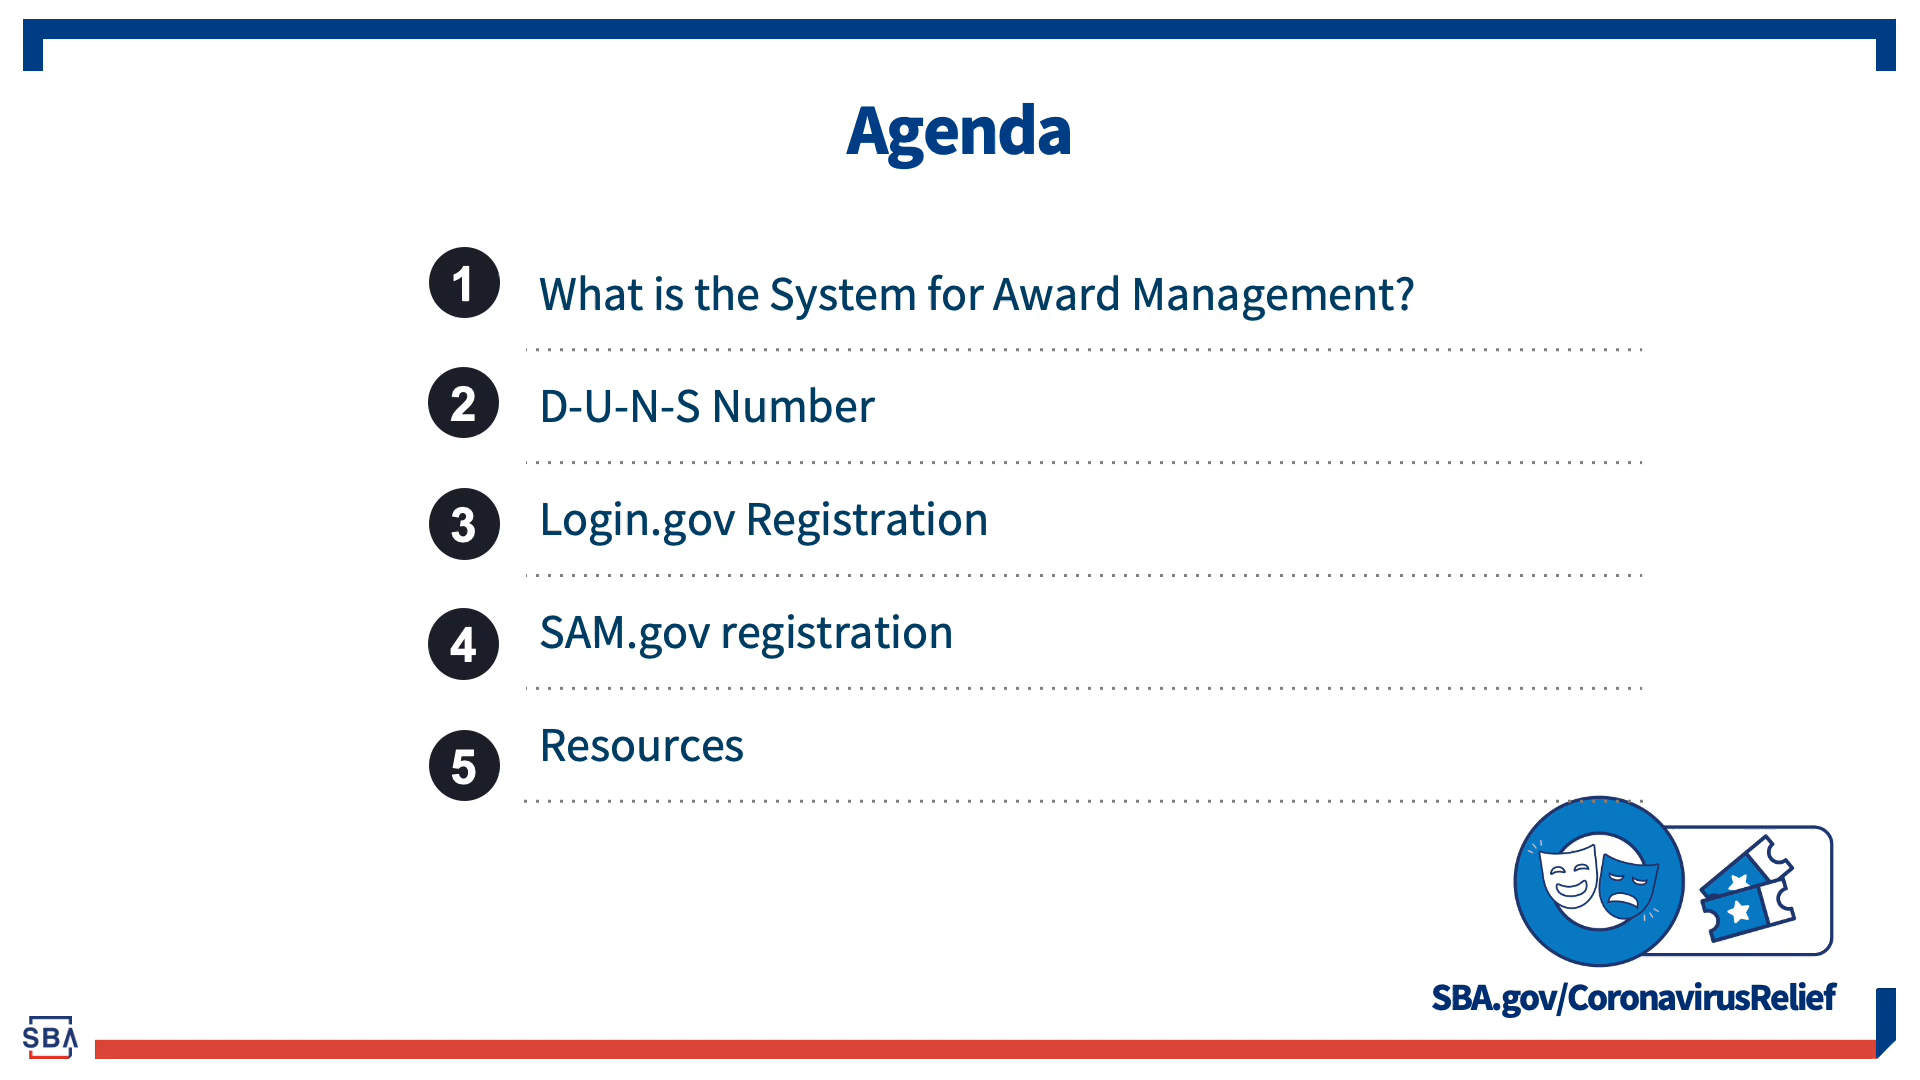 Agenda
1 What is the System for Award Management?
2 D-U-N-S Number
3 Login.gov Registration
4 SAM.gov registration
5 Resources
SBA.gov/CoronavirusRelief
SBA